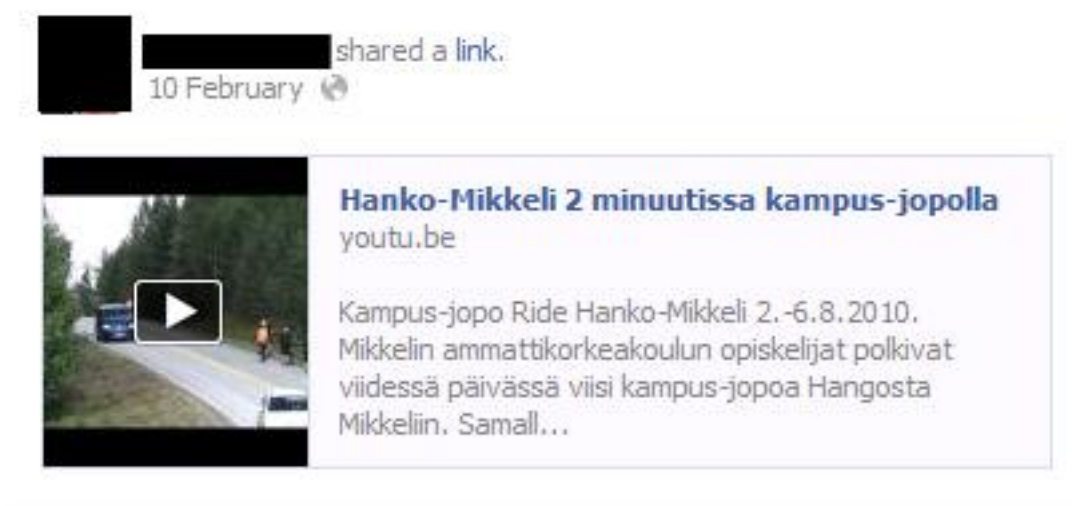 shared a link.
10 February
Hanko-Mikkeli 2 minuutissa kampus-jopolla
youtu.be
Kampus-jopo Ride Hanko-Mikkeli 2.-6.8.2010.
Mikkelin ammattikorkeakoulun opiskelijat polkivat
viidessä päivässä viisi kampus-jopoa Hangosta
Mikkeliin. Samall...